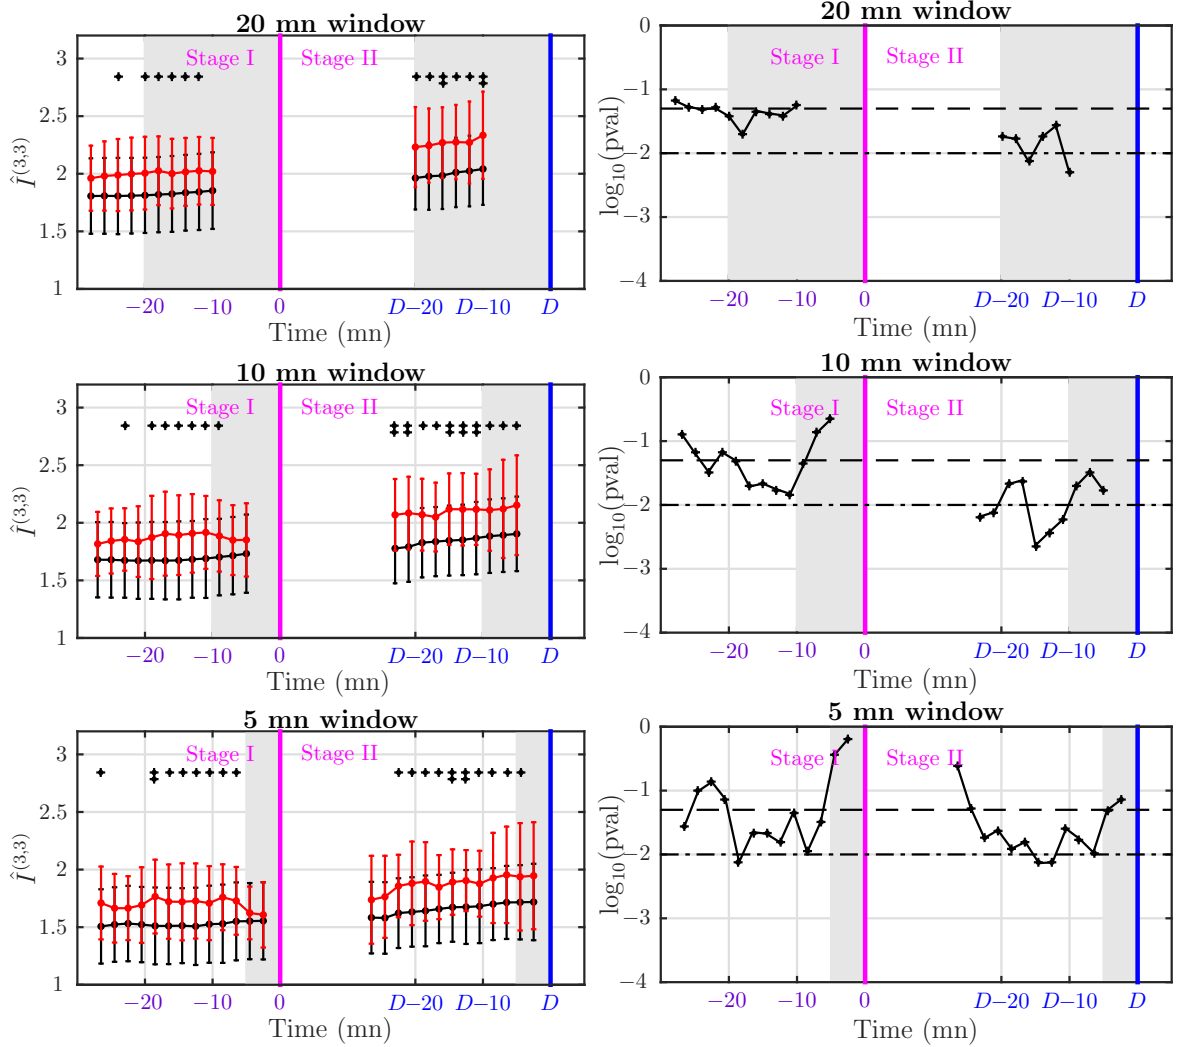 20 mn window
3
2.5
2
1.5
1
Î^(3,3)
Stage I
Stage II
−20
−10
0
D−20
D−10
D
Time (mn)
20 mn window
0
−1
−2
−3
−4
log10(pval)
Stage I
Stage II
−20
−10
0
D−20
D−10
D
Time (mn)
10 mn window
3
2.5
2
1.5
1
Î^(3,3)
Stage I
Stage II
−20
−10
0
D−20
D−10
D
Time (mn)
10 mn window
0
−1
−2
−3
−4
log10(pval)
Stage I
Stage II
−20
−10
0
D−20
D−10
D
Time (mn)
5 mn window
3
2.5
2
1.5
1
Î^(3,3)
Stage I
Stage II
−20
−10
0
D−20
D−10
D
Time (mn)
5 mn window
0
−1
−2
−3
−4
log10(pval)
Stage I
Stage II
−20
−10
0
D−20
D−10
D
Time (mn)